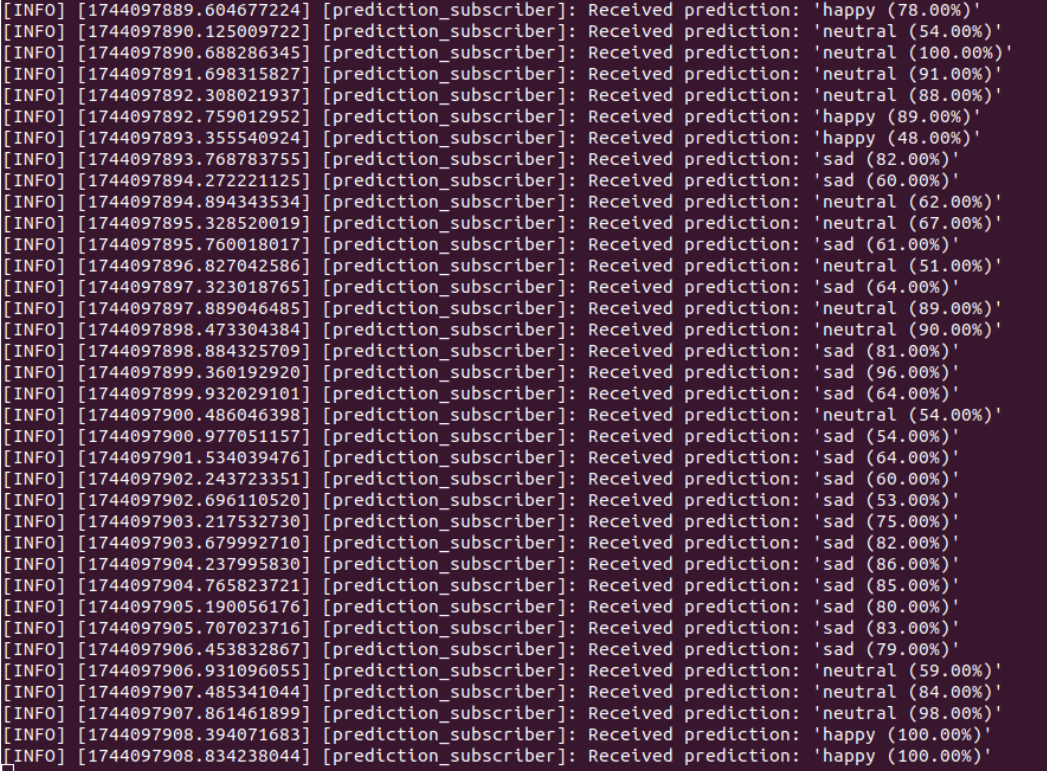 [INFO] [1744097889.604677224] [prediction_subscriber]: Received prediction: 'happy (78.00%)'
[INFO] [1744097890.125009722] [prediction_subscriber]: Received prediction: 'neutral (54.00%)'
[INFO] [1744097890.688286345] [prediction_subscriber]: Received prediction: 'neutral (100.00%)'
[INFO] [1744097891.698315827] [prediction_subscriber]: Received prediction: 'neutral (91.00%)'
[INFO] [1744097892.308021937] [prediction_subscriber]: Received prediction: 'neutral (88.00%)'
[INFO] [1744097892.759012952] [prediction_subscriber]: Received prediction: 'happy (89.00%)'
[INFO] [1744097893.355540924] [prediction_subscriber]: Received prediction: 'happy (48.00%)'
[INFO] [1744097893.768783755] [prediction_subscriber]: Received prediction: 'sad (82.00%)'
[INFO] [1744097894.272221125] [prediction_subscriber]: Received prediction: 'sad (60.00%)'
[INFO] [1744097894.894343534] [prediction_subscriber]: Received prediction: 'neutral (62.00%)'
[INFO] [1744097895.328520019] [prediction_subscriber]: Received prediction: 'neutral (67.00%)'
[INFO] [1744097895.760018017] [prediction_subscriber]: Received prediction: 'sad (61.00%)'
[INFO] [1744097896.827042586] [prediction_subscriber]: Received prediction: 'neutral (51.00%)'
[INFO] [1744097897.323018765] [prediction_subscriber]: Received prediction: 'sad (64.00%)'
[INFO] [1744097897.889046485] [prediction_subscriber]: Received prediction: 'neutral (89.00%)'
[INFO] [1744097898.473304384] [prediction_subscriber]: Received prediction: 'neutral (90.00%)'
[INFO] [1744097898.884325709] [prediction_subscriber]: Received prediction: 'sad (81.00%)'
[INFO] [1744097899.360192920] [prediction_subscriber]: Received prediction: 'sad (96.00%)'
[INFO] [1744097899.932029101] [prediction_subscriber]: Received prediction: 'sad (64.00%)'
[INFO] [1744097900.486046398] [prediction_subscriber]: Received prediction: 'neutral (54.00%)'
[INFO] [1744097900.977051157] [prediction_subscriber]: Received prediction: 'sad (54.00%)'
[INFO] [1744097901.534039476] [prediction_subscriber]: Received prediction: 'sad (64.00%)'
[INFO] [1744097902.243723351] [prediction_subscriber]: Received prediction: 'sad (60.00%)'
[INFO] [1744097902.696110520] [prediction_subscriber]: Received prediction: 'sad (53.00%)'
[INFO] [1744097903.217532730] [prediction_subscriber]: Received prediction: 'sad (75.00%)'
[INFO] [1744097903.679992710] [prediction_subscriber]: Received prediction: 'sad (82.00%)'
[INFO] [1744097904.237995830] [prediction_subscriber]: Received prediction: 'sad (86.00%)'
[INFO] [1744097904.765823721] [prediction_subscriber]: Received prediction: 'sad (85.00%)'
[INFO] [1744097905.190056176] [prediction_subscriber]: Received prediction: 'sad (80.00%)'
[INFO] [1744097905.707023716] [prediction_subscriber]: Received prediction: 'sad (83.00%)'
[INFO] [1744097906.453832867] [prediction_subscriber]: Received prediction: 'sad (79.00%)'
[INFO] [1744097906.931096055] [prediction_subscriber]: Received prediction: 'neutral (59.00%)'
[INFO] [1744097907.485341044] [prediction_subscriber]: Received prediction: 'neutral (84.00%)'
[INFO] [1744097907.861461899] [prediction_subscriber]: Received prediction: 'neutral (98.00%)'
[INFO] [1744097908.394071683] [prediction_subscriber]: Received prediction: 'happy (100.00%)'
[INFO] [1744097908.834238044] [prediction_subscriber]: Received prediction: 'happy (100.00%)'